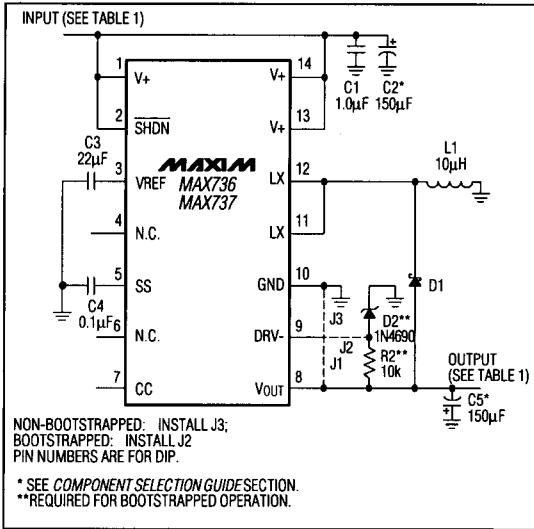 INPUT (SEE TABLE 1)
1
V+
2
SHDN
C3
22µF
3
VREF
4
N.C.
5
SS
C4
0.1µF
6
N.C.
7
CC
MAXIM
MAX736
MAX737
14
V+
13
V+
12
LX
11
LX
10
GND
9
DRV-
8
VOUT
C1
1.0µF
+
C2*
150µF
L1
10µH
D1
J3
J2
J1
D2**
1N4690
R2**
10k
OUTPUT
(SEE TABLE 1)
+
C5*
150µF
NON-BOOTSTRAPPED: INSTALL J3;
BOOTSTRAPPED: INSTALL J2
PIN NUMBERS ARE FOR DIP.
* SEE COMPONENT SELECTION GUIDE SECTION.
**REQUIRED FOR BOOTSTRAPPED OPERATION.